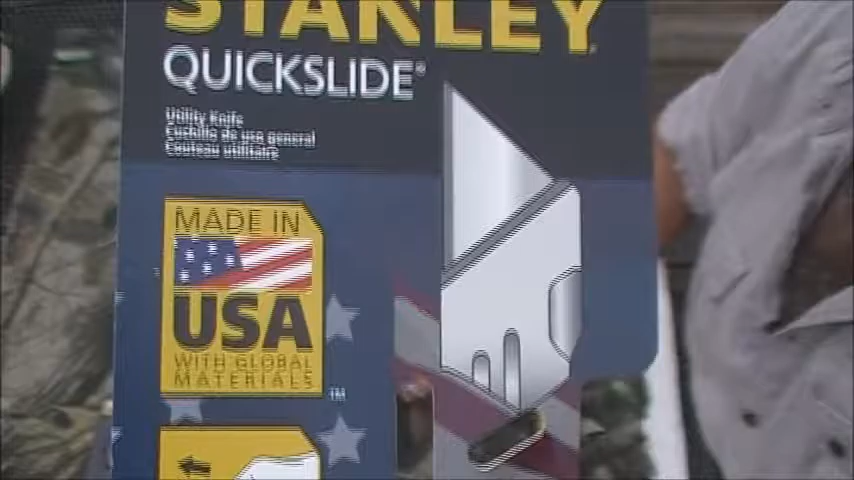 STANLEY
QUICKSLIDE®
Utility Knife
Cuchillo de uso general
Couteau utilitaire
MADE IN
USA
WITH GLOBAL
MATERIALS
TM